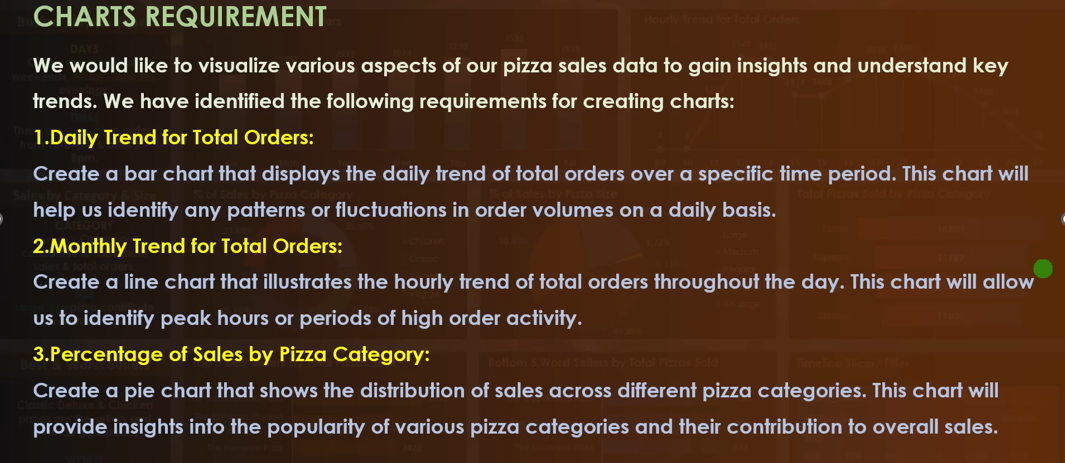 CHARTS REQUIREMENT
We would like to visualize various aspects of our pizza sales data to gain insights and understand key
trends. We have identified the following requirements for creating charts:
1.Daily Trend for Total Orders:
Create a bar chart that displays the daily trend of total orders over a specific time period. This chart will
help us identify any patterns or fluctuations in order volumes on a daily basis.
2.Monthly Trend for Total Orders:
Create a line chart that illustrates the hourly trend of total orders throughout the day. This chart will allow
us to identify peak hours or periods of high order activity.
3.Percentage of Sales by Pizza Category:
Create a pie chart that shows the distribution of sales across different pizza categories. This chart will
provide insights into the popularity of various pizza categories and their contribution to overall sales.